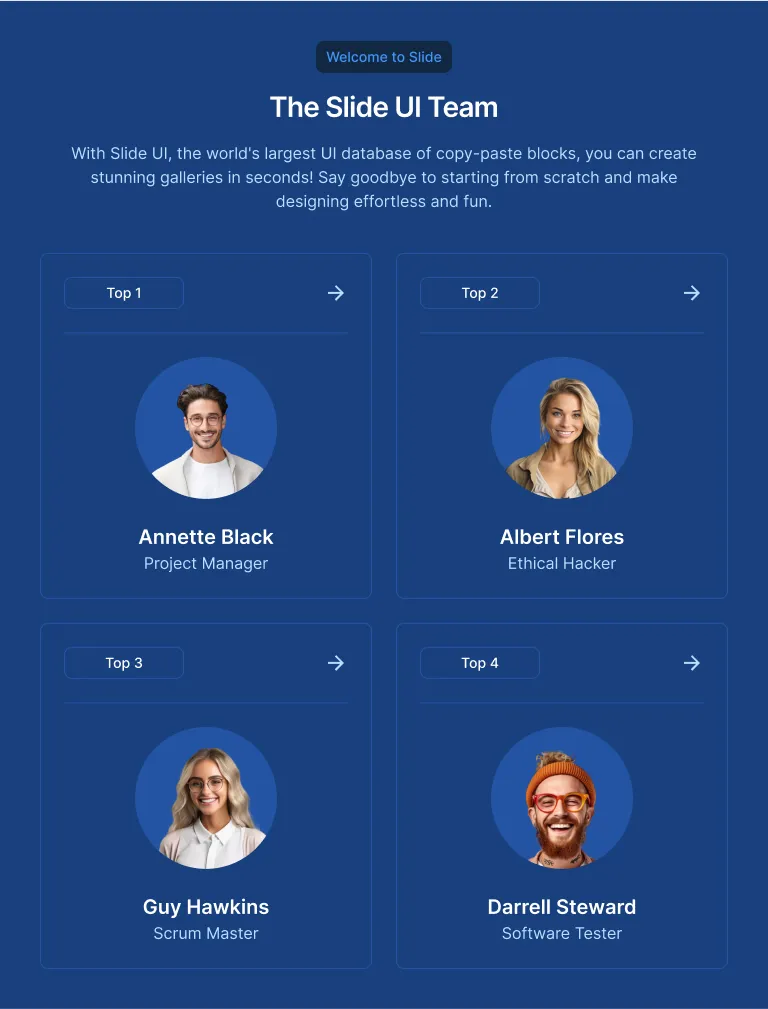 Welcome to Slide
The Slide UI Team
With Slide UI, the world's largest UI database of copy-paste blocks, you can create
stunning galleries in seconds! Say goodbye to starting from scratch and make
designing effortless and fun.
Top 1
Top 2
Annette Black
Project Manager
Albert Flores
Ethical Hacker
Top 3
Top 4
Guy Hawkins
Scrum Master
Darrell Steward
Software Tester